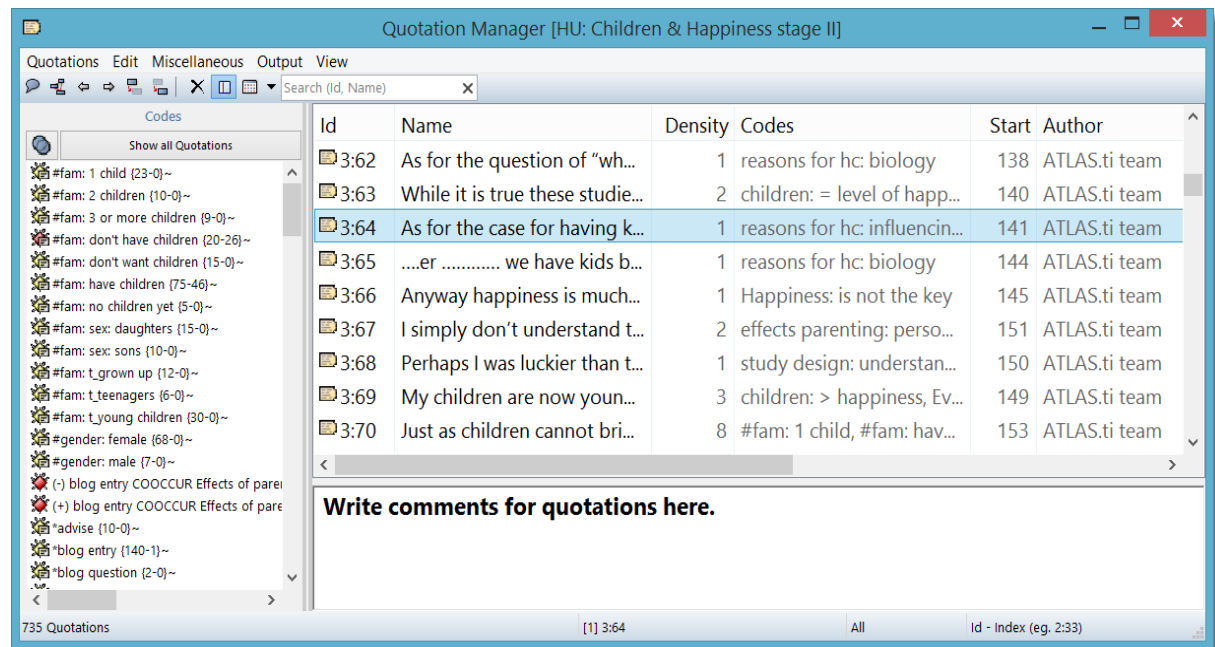 Quotation Manager [HU: Children & Happiness stage II]
Quotations Edit Miscellaneous Output View
Search (Id, Name)
Codes
Show all Quotations
#fam: 1 child {23-0}~
#fam: 2 children {10-0}~
#fam: 3 or more children {9-0}~
#fam: don't have children {20-26}~
#fam: don't want children {15-0}~
#fam: have children {75-46}~
#fam: no children yet {5-0}~
#fam: sex: daughters {15-0}~
#fam: sex: sons {10-0}~
#fam: t_grown up {12-0}~
#fam: t_teenagers {6-0}~
#fam: t_young children {30-0}~
#gender: female {68-0}~
#gender: male {7-0}~
(-) blog entry COOCCUR Effects of parer
(+) blog entry COOCCUR Effects of pare
*advise {10-0}~
*blog entry {140-1}~
*blog question {2-0}~
Id Name Density Codes Start Author
3:62 As for the question of “wh... 1 reasons for hc: biology 138 ATLAS.ti team
3:63 While it is true these studie... 2 children: = level of happ... 140 ATLAS.ti team
3:64 As for the case for having k... 1 reasons for hc: influencin... 141 ATLAS.ti team
3:65 ....er ............ we have kids b... 1 reasons for hc: biology 144 ATLAS.ti team
3:66 Anyway happiness is much... 1 Happiness: is not the key 145 ATLAS.ti team
3:67 I simply don’t understand t... 2 effects parenting: perso... 151 ATLAS.ti team
3:68 Perhaps I was luckier than t... 1 study design: understan... 150 ATLAS.ti team
3:69 My children are now youn... 3 children: > happiness, Ev... 149 ATLAS.ti team
3:70 Just as children cannot bri... 8 #fam: 1 child, #fam: hav... 153 ATLAS.ti team
Write comments for quotations here.
735 Quotations [1] 3:64 All Id - Index (eg. 2:33)